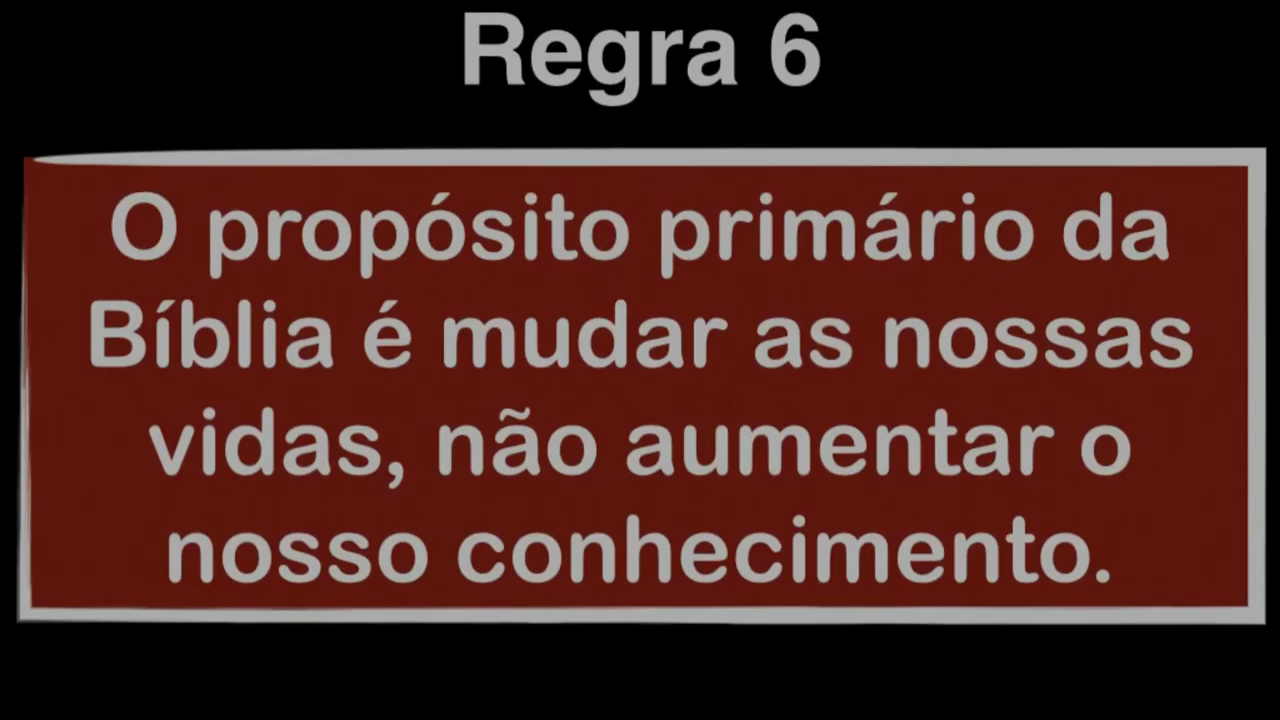 Regra 6
O propósito primário da
Bíblia é mudar as nossas
vidas, não aumentar o
nosso conhecimento.